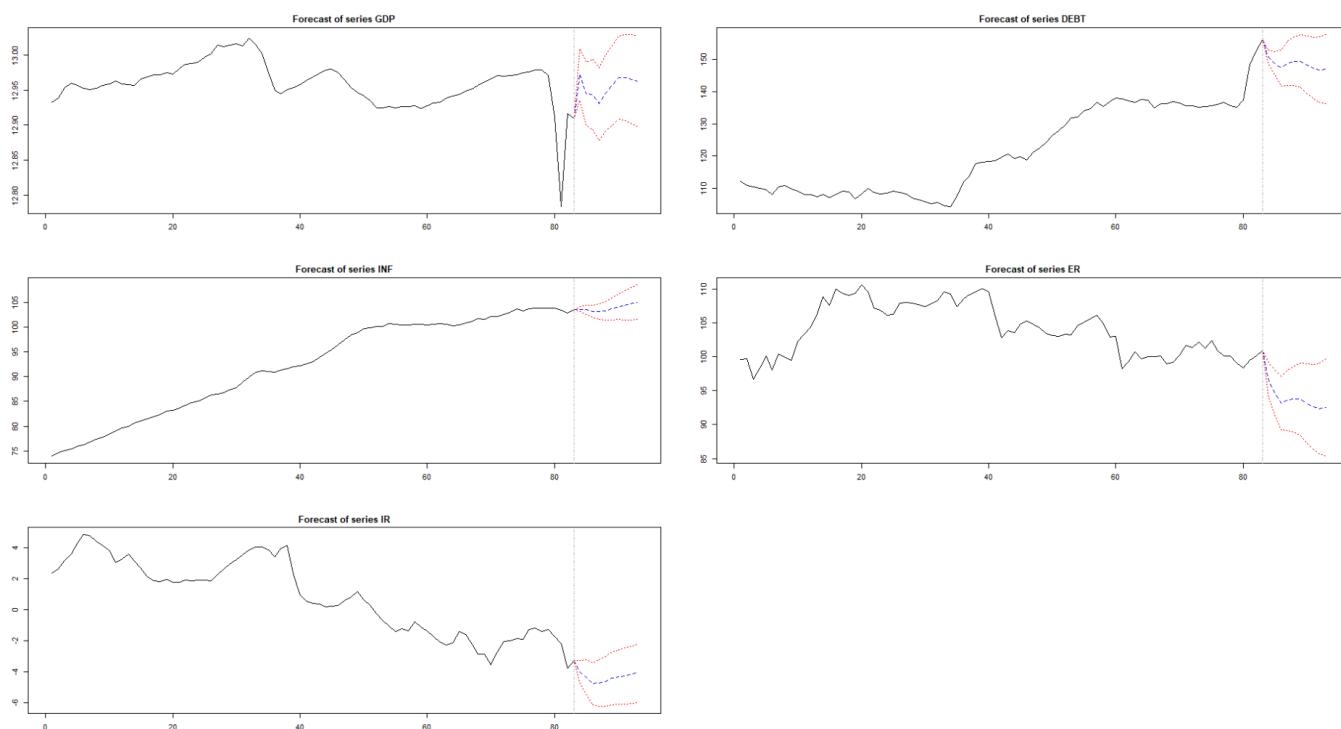 Forecast of series GDP
13.00
12.95
12.90
12.85
12.80
0 20 40 60 80
Forecast of series DEBT
150
140
130
120
110
0 20 40 60 80
Forecast of series INF
105
100
95
90
85
80
75
0 20 40 60 80
Forecast of series ER
110
105
100
95
90
85
0 20 40 60 80
Forecast of series IR
4
2
0
-2
-4
-6
0 20 40 60 80